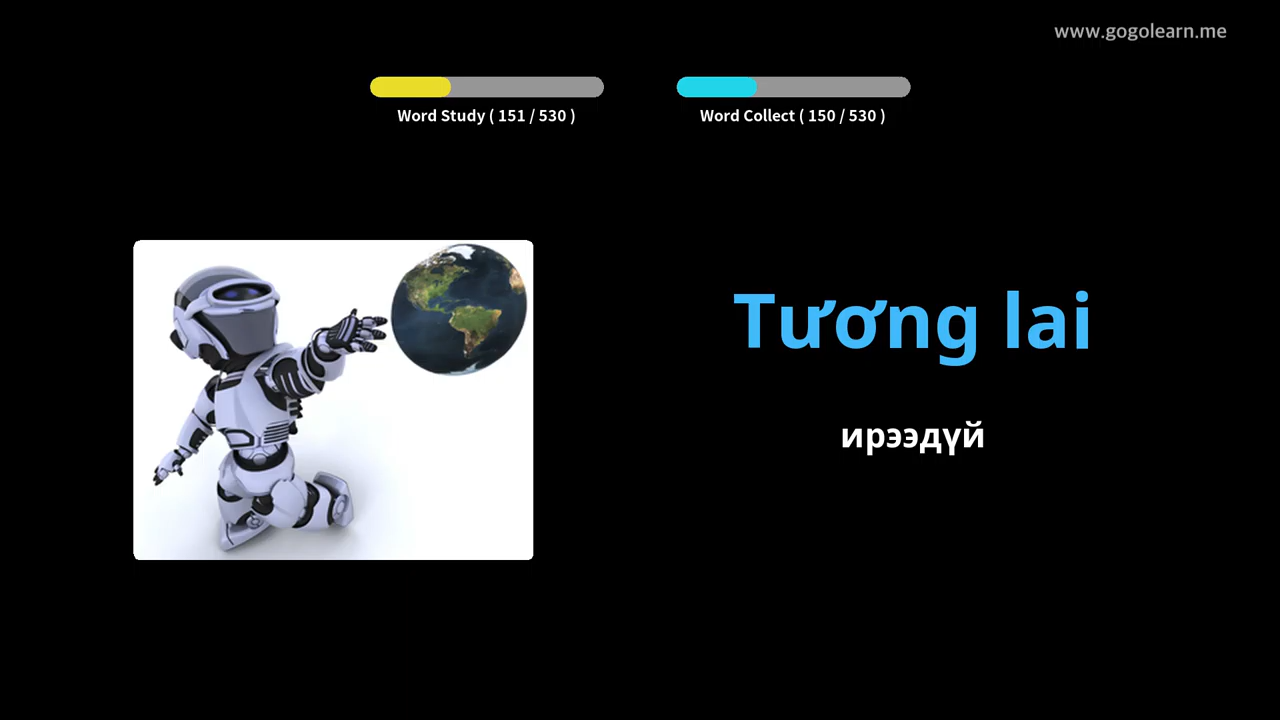 www.gogolearn.me
Word Study ( 151 / 530 )
Word Collect ( 150 / 530 )
Tương lai
ирээдүй